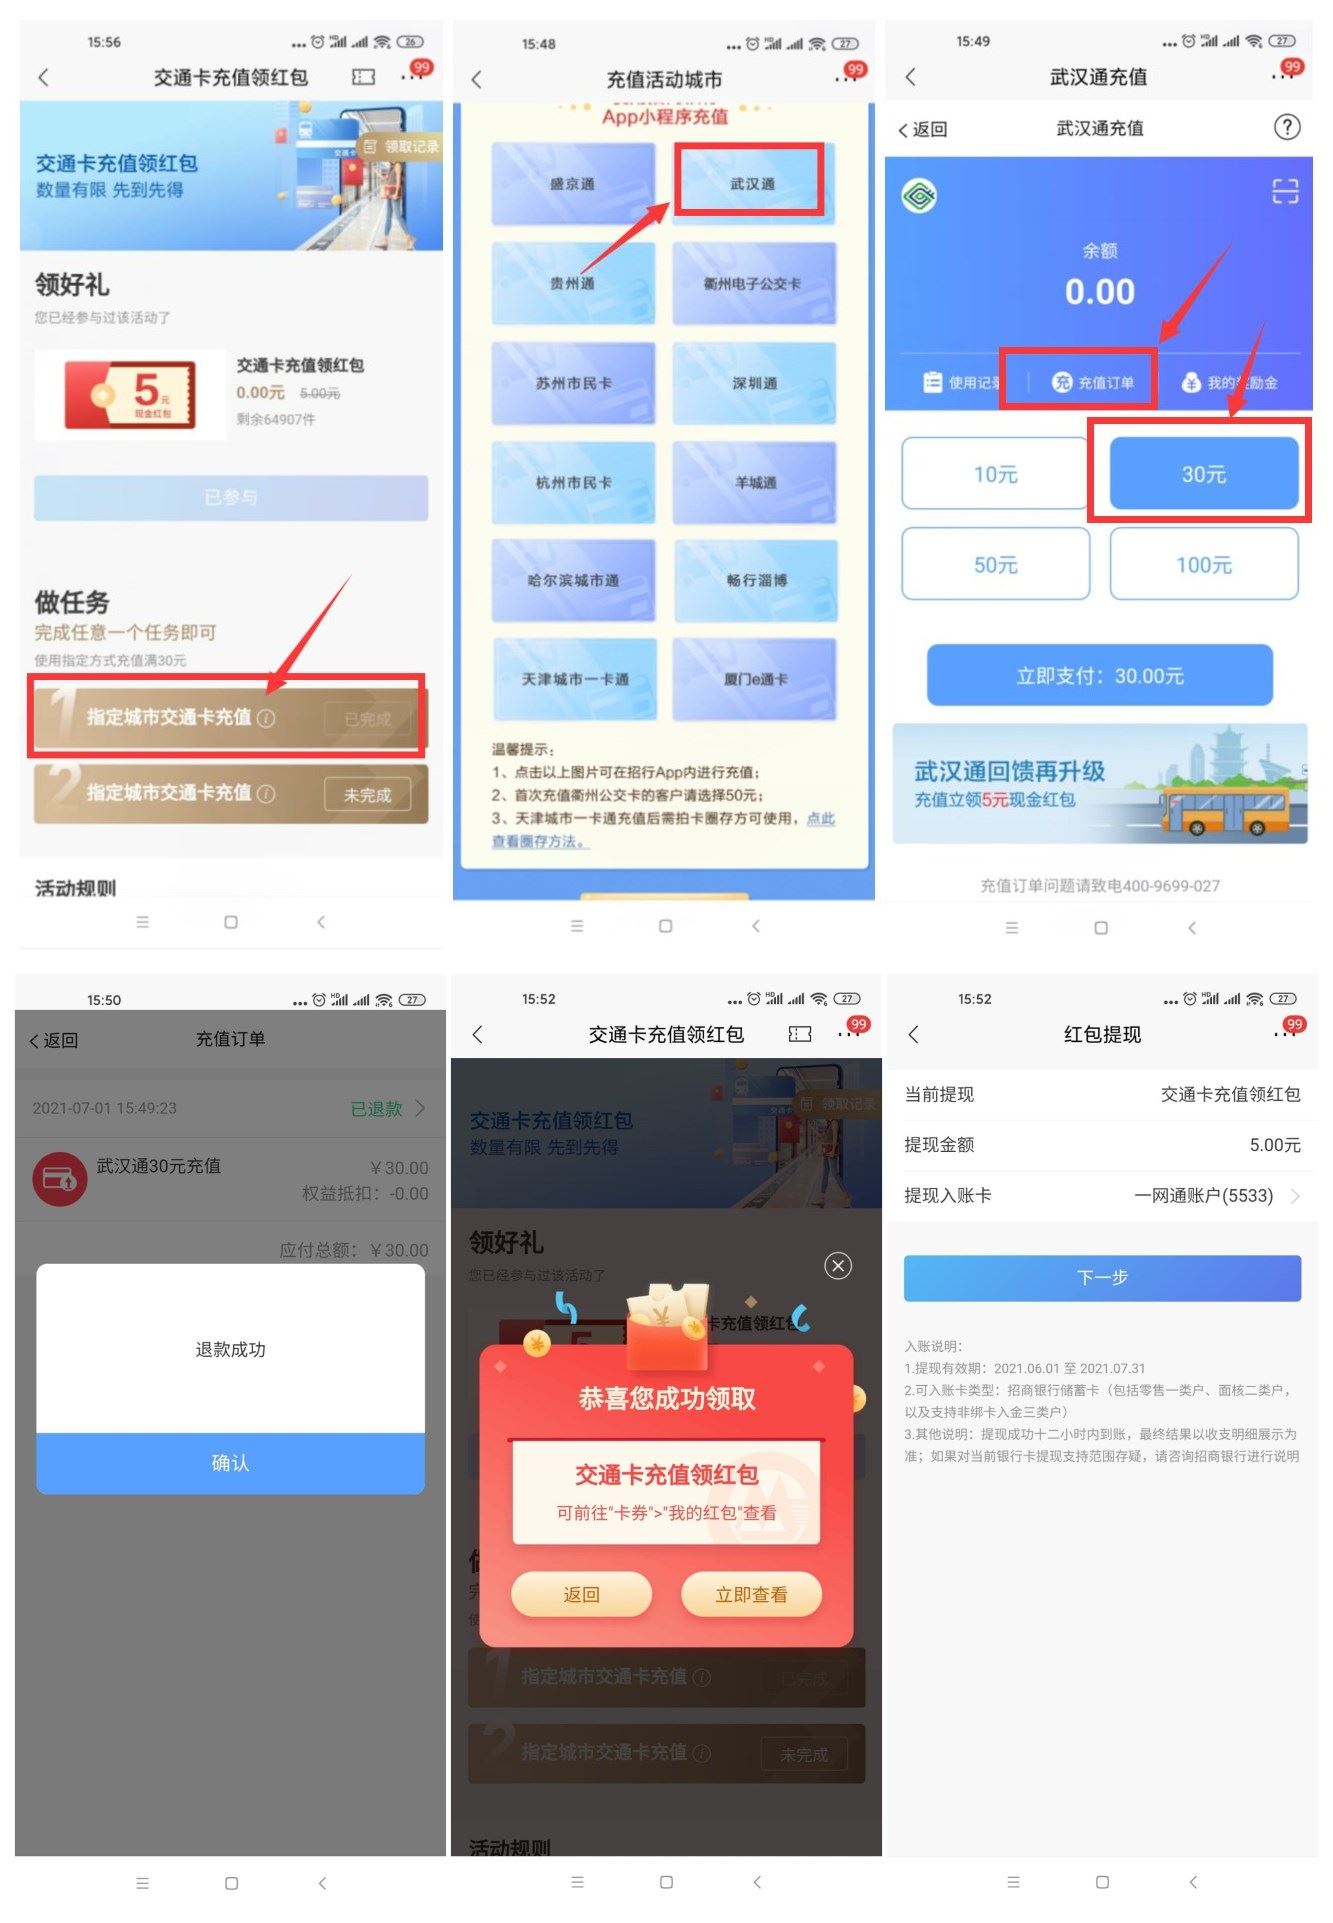 15:56
26
交通卡充值领红包
99
交通卡充值领红包
数量有限 先到先得
领取记录
领好礼
您已经参与过该活动了
5元
现金红包
交通卡充值领红包
0.00元 5.00元
剩余64907件
已参与
做任务
完成任意一个任务即可
使用指定方式充值满30元
1 指定城市交通卡充值 已完成
2 指定城市交通卡充值 未完成
活动规则
15:48
27
充值活动城市
99
App小程序充值
盛京通
武汉通
贵州通
衢州电子公交卡
苏州市民卡
深圳通
杭州市民卡
羊城通
哈尔滨城市通
畅行淄博
天津城市一卡通
厦门e通卡
温馨提示：
1、点击以上图片可在招行App内进行充值；
2、首次充值衢州公交卡的客户请选择50元；
3、天津城市一卡通充值后需拍卡圈存方可使用，点此
查看圈存方法。
15:49
27
武汉通充值
99
返回
武汉通充值
?
余额
0.00
使用记录
充 充值订单
我的奖励金
10元
30元
50元
100元
立即支付：30.00元
武汉通回馈再升级
充值立领5元现金红包
充值订单问题请致电400-9699-027
15:50
27
返回
充值订单
2021-07-01 15:49:23
已退款
武汉通30元充值
￥30.00
权益抵扣：-0.00
应付总额：￥30.00
退款成功
确认
15:52
27
交通卡充值领红包
99
交通卡充值领红包
数量有限 先到先得
领取记录
领好礼
您已经参与过该活动了
卡充值领红包
恭喜您成功领取
交通卡充值领红包
可前往"卡券">"我的红包"查看
返回
立即查看
1 指定城市交通卡充值 已完成
2 指定城市交通卡充值 未完成
活动规则
15:52
27
红包提现
99
当前提现 交通卡充值领红包
提现金额 5.00元
提现入账卡 一网通账户(5533)
下一步
入账说明：
1.提现有效期：2021.06.01 至 2021.07.31
2.可入账卡类型：招商银行储蓄卡（包括零售一类户、面核二类户，
以及支持非绑卡入金三类户）
3.其他说明：提现成功十二小时内到账，最终结果以收支明细展示为
准；如果对当前银行卡提现支持范围存疑，请咨询招商银行进行说明